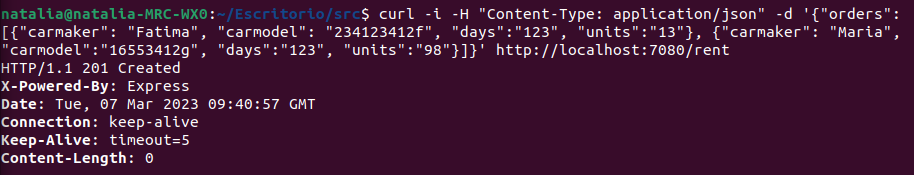 natalia@natalia-MRC-WX0:~/Escritorio/src$ curl -i -H "Content-Type: application/json" -d '{"orders":
[{"carmaker": "Fatima", "carmodel": "234123412f", "days":"123", "units":"13"}, {"carmaker": "Maria",
"carmodel":"16553412g", "days":"123", "units":"98"}]}' http://localhost:7080/rent
HTTP/1.1 201 Created
X-Powered-By: Express
Date: Tue, 07 Mar 2023 09:40:57 GMT
Connection: keep-alive
Keep-Alive: timeout=5
Content-Length: 0